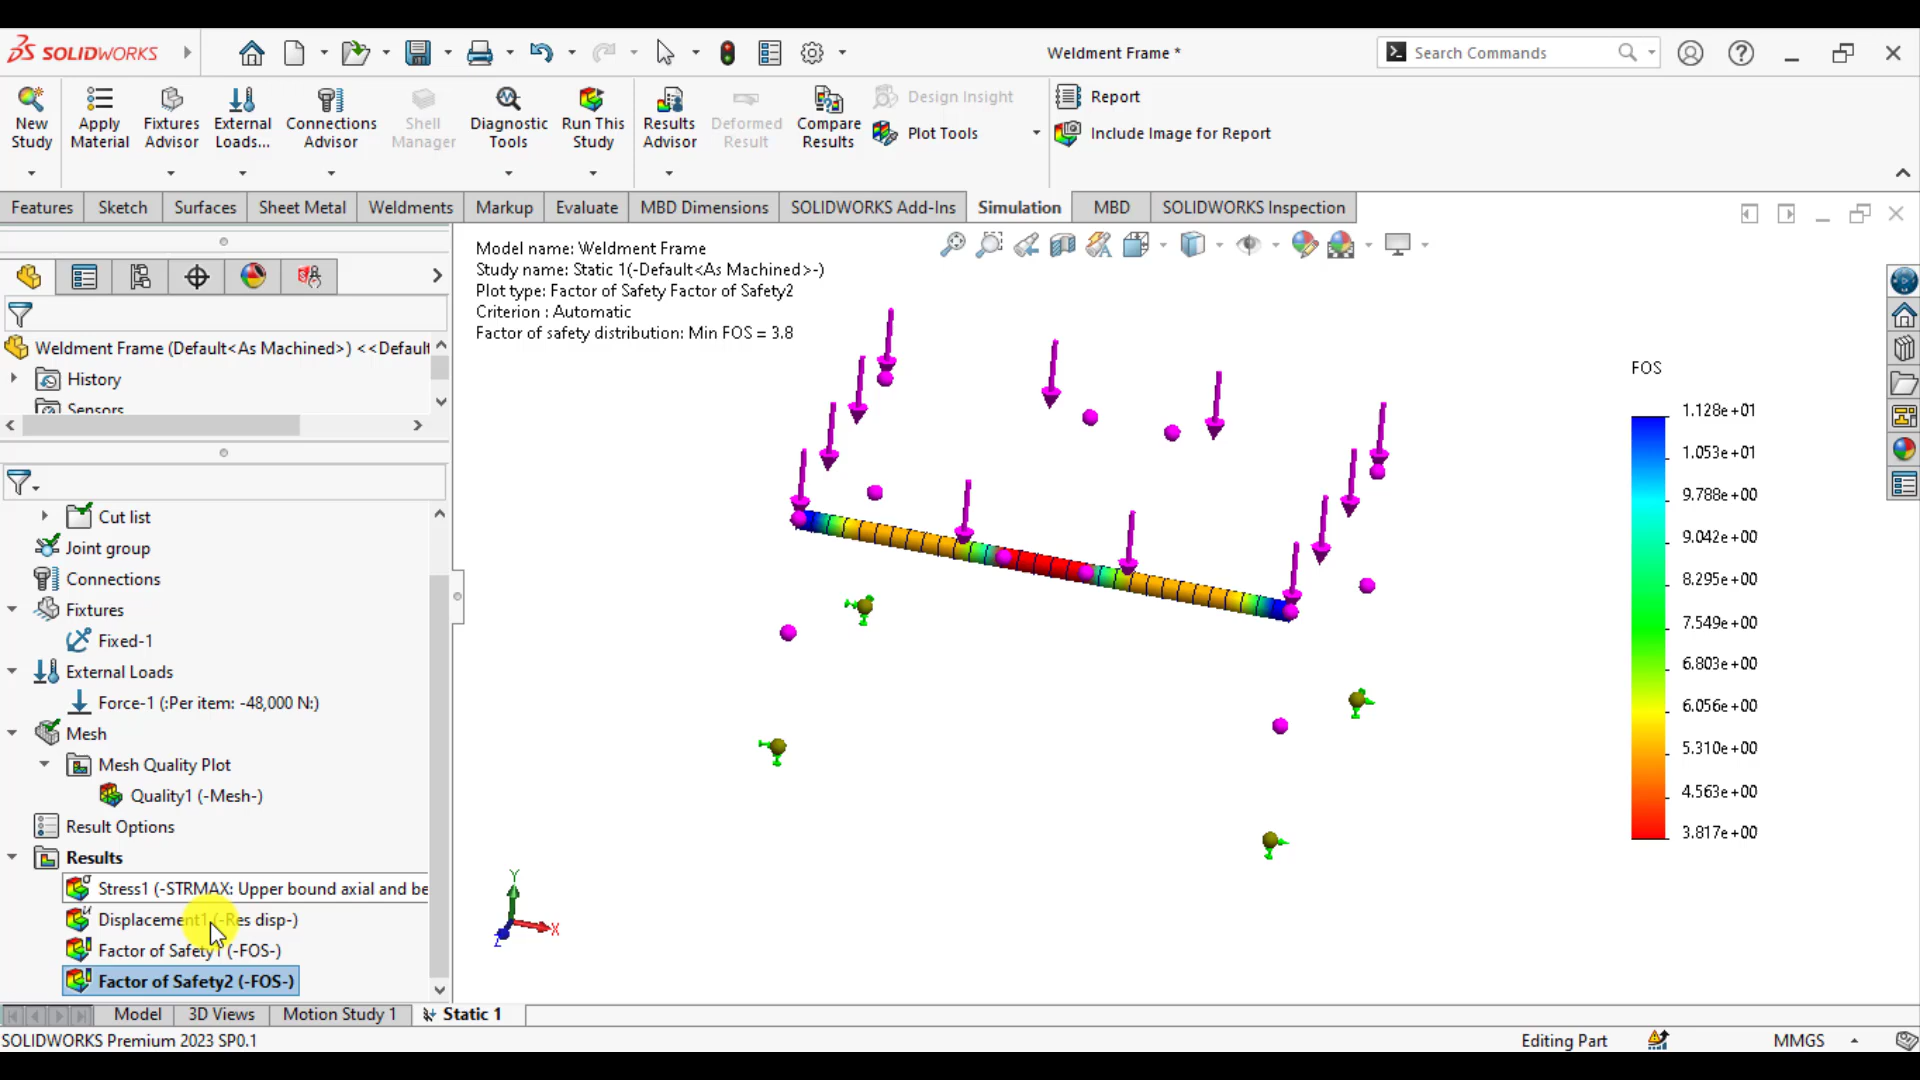 SOLIDWORKS
Weldment Frame *
Search Commands
New Study
Apply Material
Fixtures Advisor
External Loads...
Connections Advisor
Shell Manager
Diagnostic Tools
Run This Study
Results Advisor
Deformed Result
Compare Results
Design Insight
Plot Tools
Report
Include Image for Report
Features
Sketch
Surfaces
Sheet Metal
Weldments
Markup
Evaluate
MBD Dimensions
SOLIDWORKS Add-Ins
Simulation
MBD
SOLIDWORKS Inspection
Weldment Frame (Default<As Machined>) <<Default
History
Sensors
Cut list
Joint group
Connections
Fixtures
Fixed-1
External Loads
Force-1 (:Per item: -48,000 N:)
Mesh
Mesh Quality Plot
Quality1 (-Mesh-)
Result Options
Results
Stress1 (-STRMAX: Upper bound axial and be
Displacement1 (-Res disp-)
Factor of Safety1 (-FOS-)
Factor of Safety2 (-FOS-)
Model name: Weldment Frame
Study name: Static 1(-Default<As Machined>-)
Plot type: Factor of Safety Factor of Safety2
Criterion : Automatic
Factor of safety distribution: Min FOS = 3.8
FOS
1.128e+01
1.053e+01
9.788e+00
9.042e+00
8.295e+00
7.549e+00
6.803e+00
6.056e+00
5.310e+00
4.563e+00
3.817e+00
Y
X
Z
Model
3D Views
Motion Study 1
Static 1
SOLIDWORKS Premium 2023 SP0.1
Editing Part
MMGS